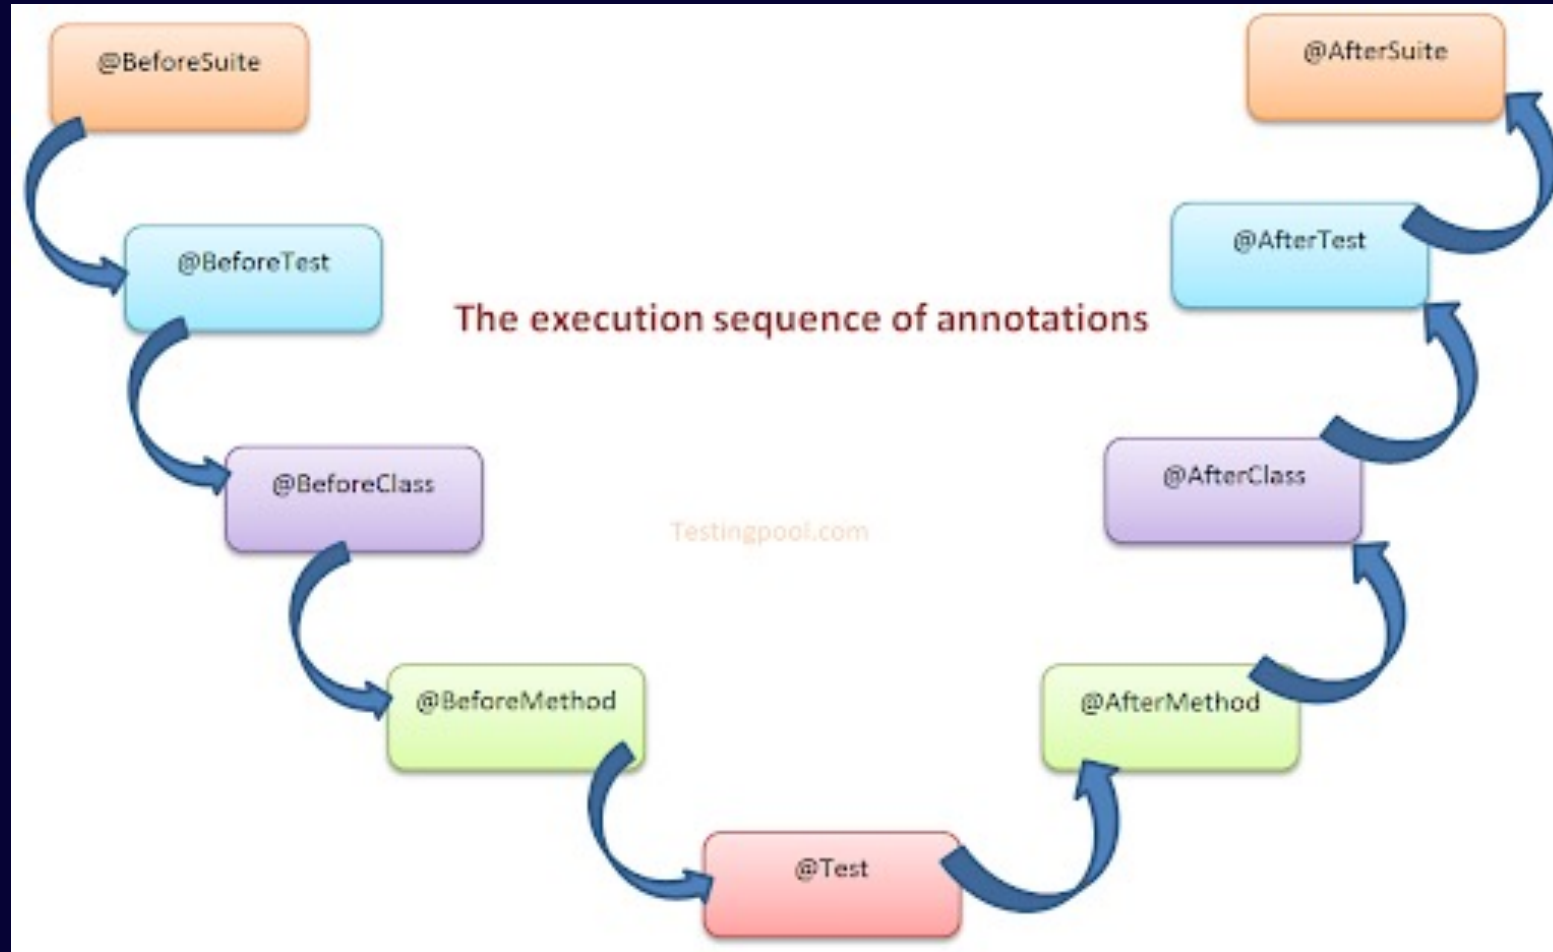 @BeforeSuite
@AfterSuite
@BeforeTest
@AfterTest
The execution sequence of annotations
@BeforeClass
@AfterClass
Testingpool.com
@BeforeMethod
@AfterMethod
@Test